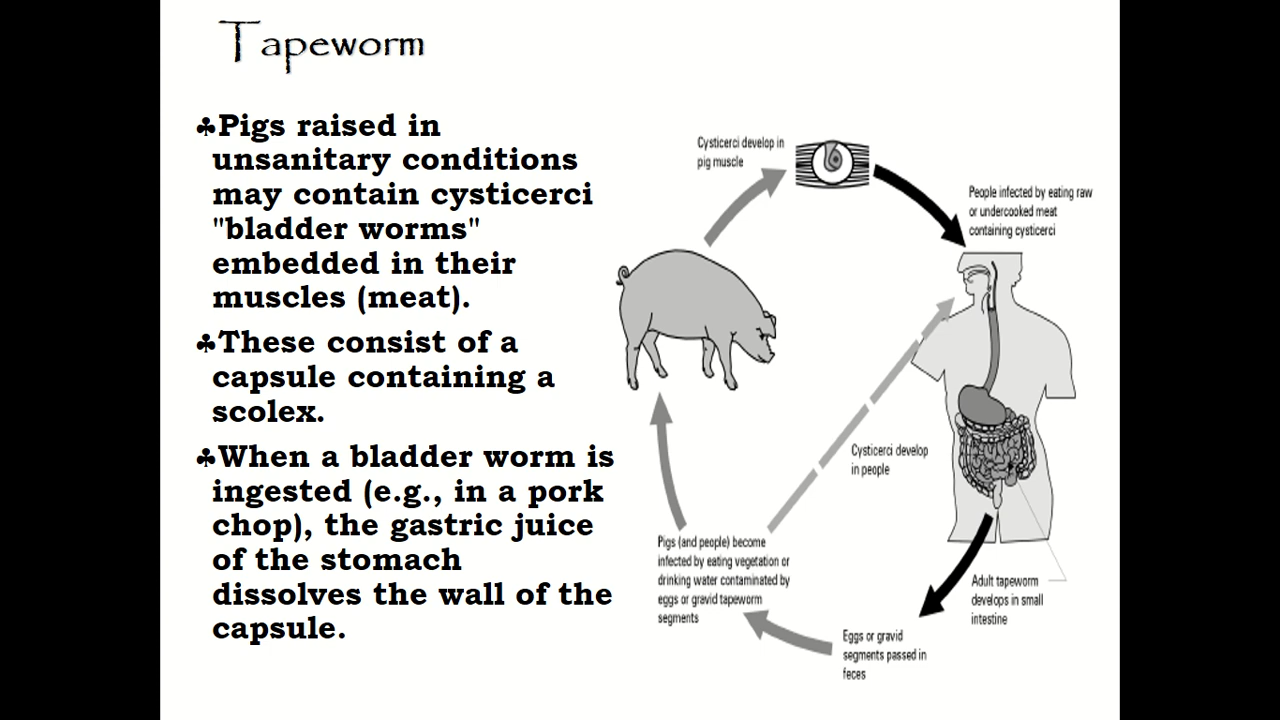 Tapeworm
♣Pigs raised in
unsanitary conditions
may contain cysticerci
"bladder worms"
embedded in their
muscles (meat).
♣These consist of a
capsule containing a
scolex.
♣When a bladder worm is
ingested (e.g., in a pork
chop), the gastric juice
of the stomach
dissolves the wall of the
capsule.
Cysticerci develop in
pig muscle
People infected by eating raw
or undercooked meat
containing cysticerci
Cysticerci develop
in people
Pigs (and people) become
infected by eating vegetation or
drinking water contaminated by
eggs or gravid tapeworm
segments
Adult tapeworm
develops in small
intestine
Eggs or gravid
segments passed in
feces